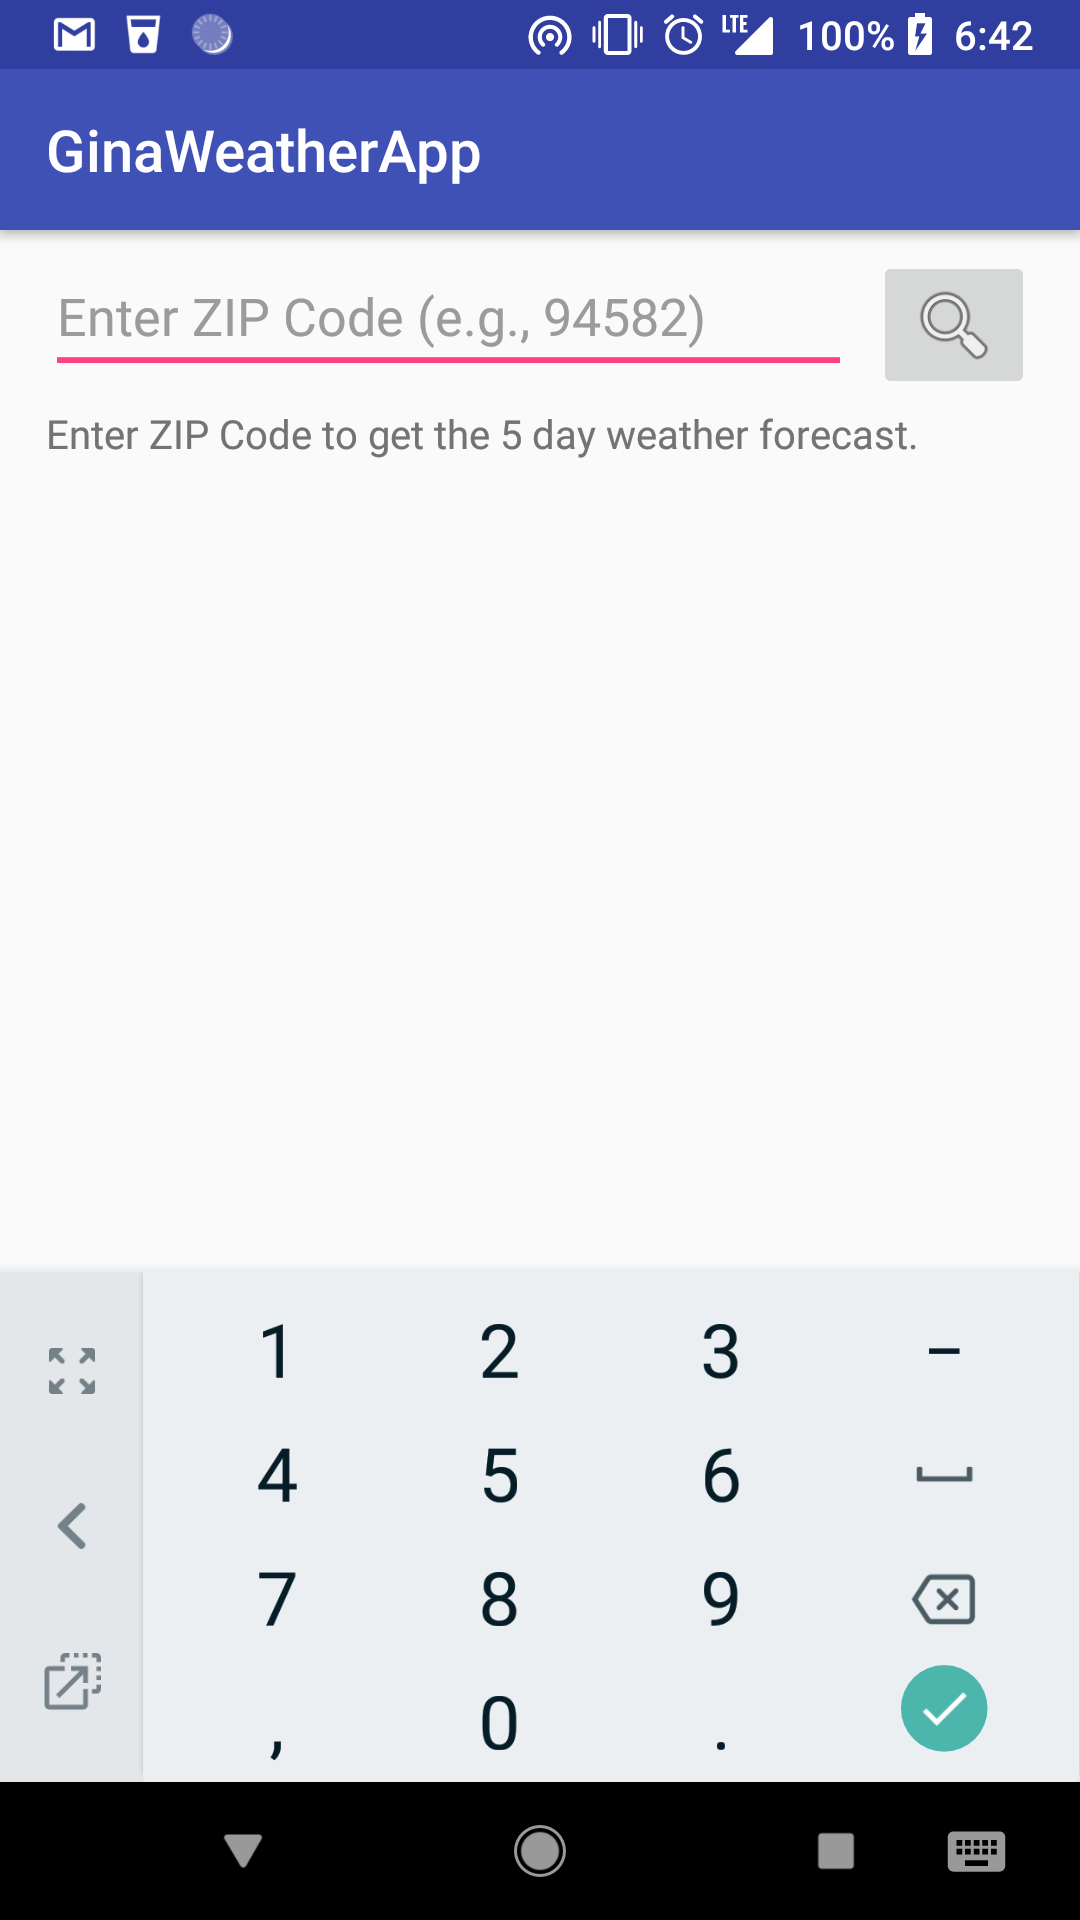 LTE 100% 6:42
GinaWeatherApp
Enter ZIP Code (e.g., 94582)
Enter ZIP Code to get the 5 day weather forecast.
1 2 3 -
4 5 6
7 8 9
, 0 .